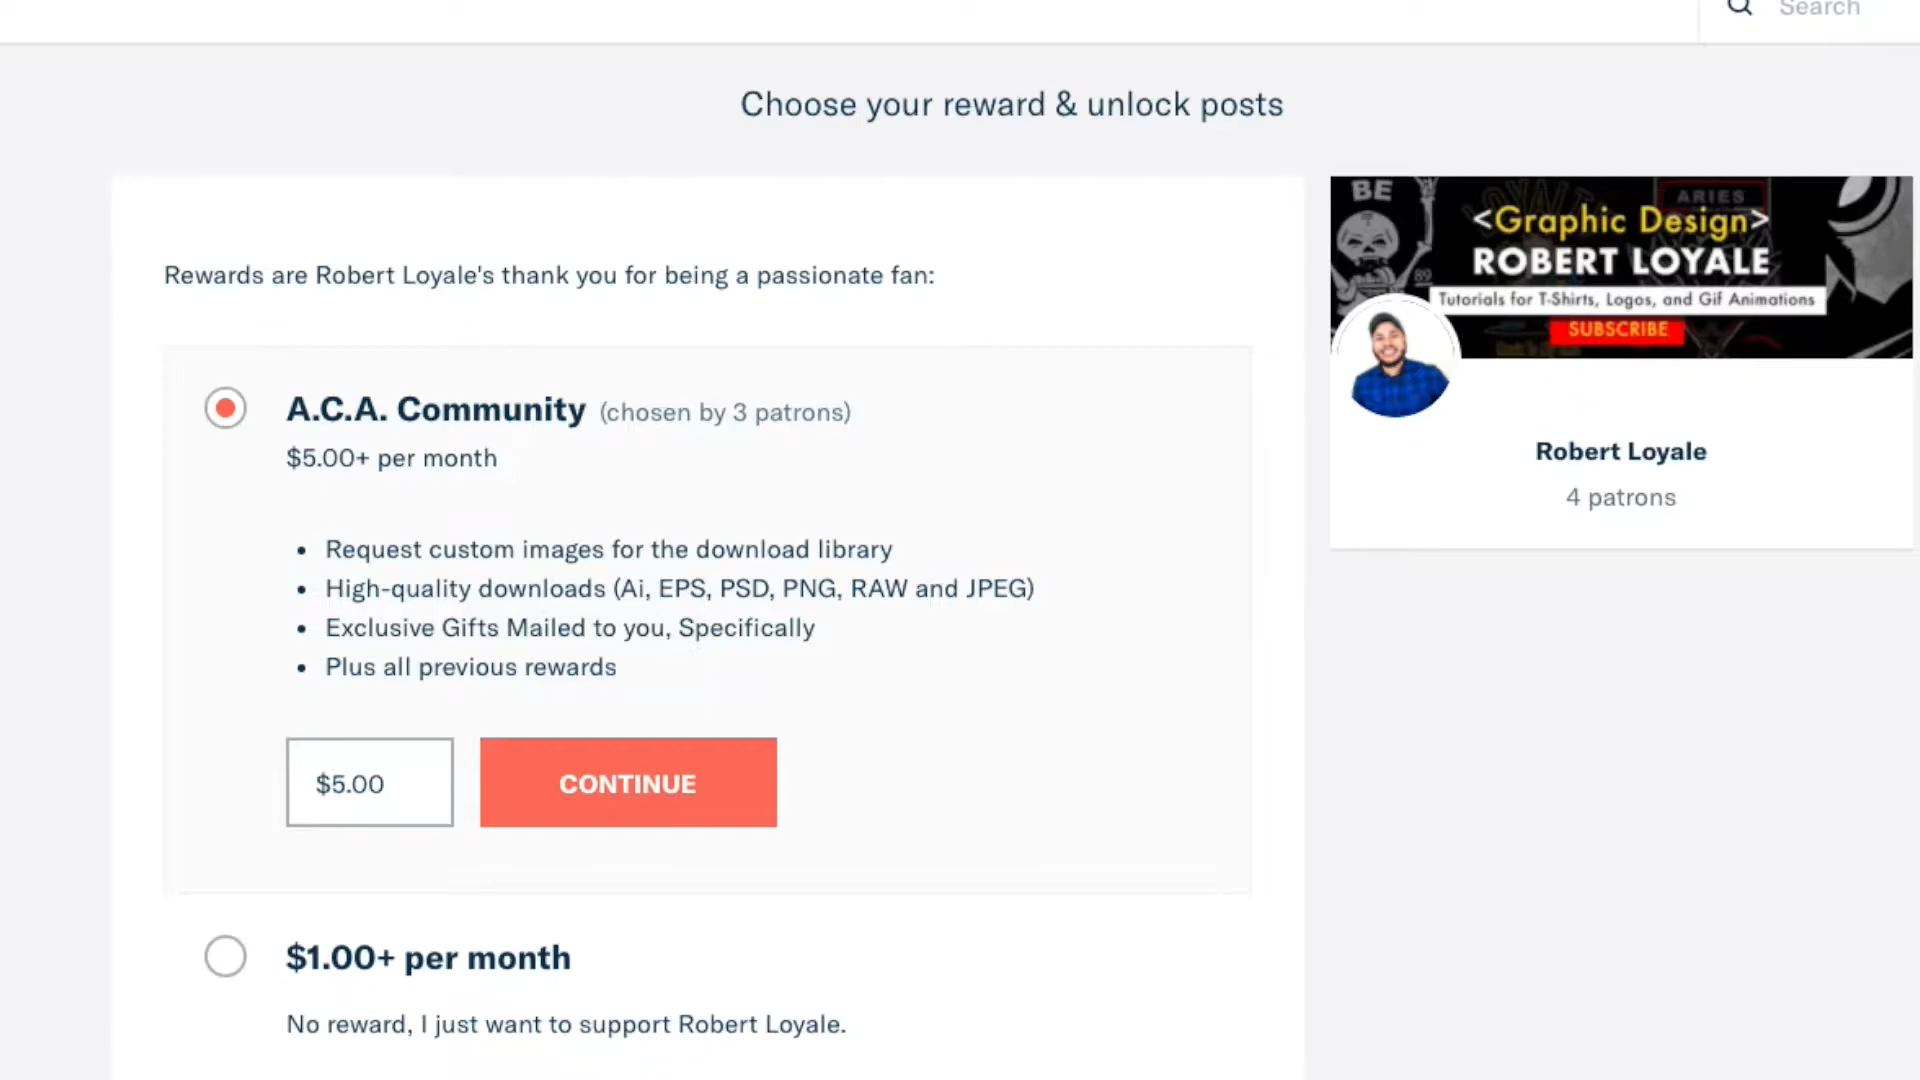 Search
Choose your reward & unlock posts
Rewards are Robert Loyale's thank you for being a passionate fan:
A.C.A. Community (chosen by 3 patrons)
$5.00+ per month
• Request custom images for the download library
• High-quality downloads (Ai, EPS, PSD, PNG, RAW and JPEG)
• Exclusive Gifts Mailed to you, Specifically
• Plus all previous rewards
$5.00
CONTINUE
$1.00+ per month
No reward, I just want to support Robert Loyale.
BE
ARIES
<Graphic Design>
ROBERT LOYALE
89
Tutorials for T-Shirts, Logos, and Gif Animations
SUBSCRIBE
Robert Loyale
4 patrons